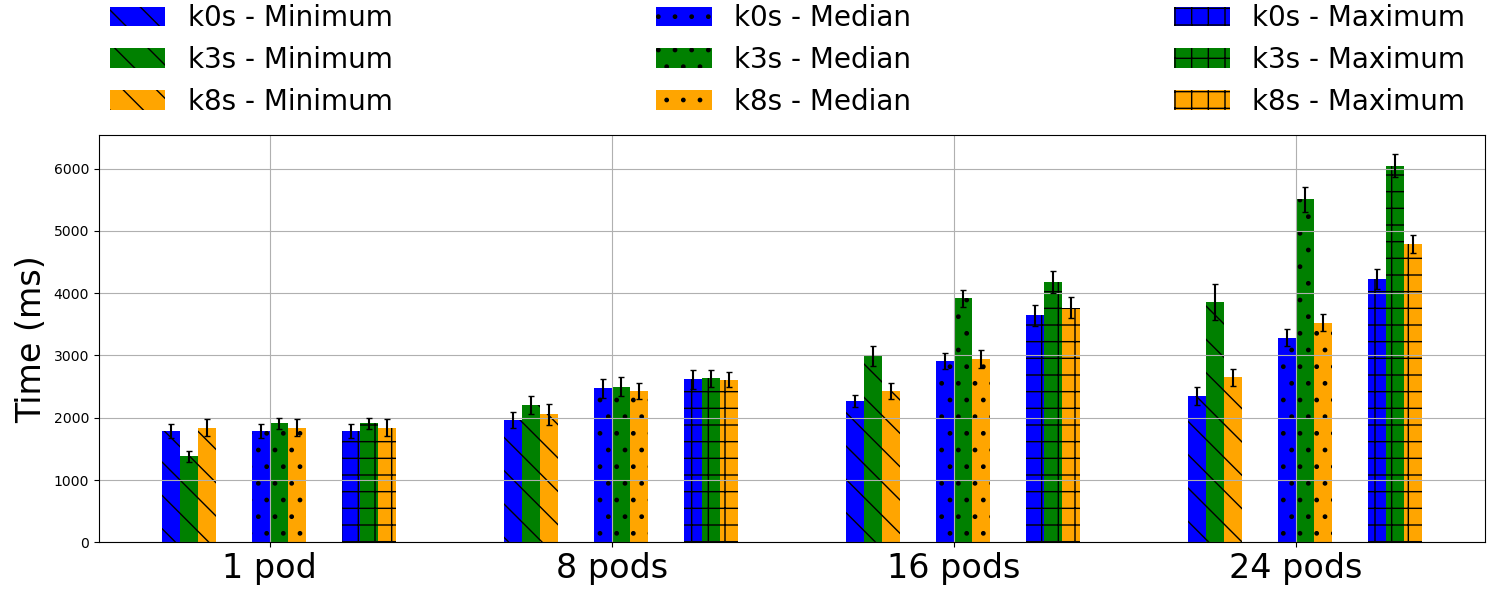 k0s - Minimum k0s - Median k0s - Maximum
k3s - Minimum k3s - Median k3s - Maximum
k8s - Minimum k8s - Median k8s - Maximum
6000
5000
4000
3000
2000
1000
0
Time (ms)
1 pod 8 pods 16 pods 24 pods